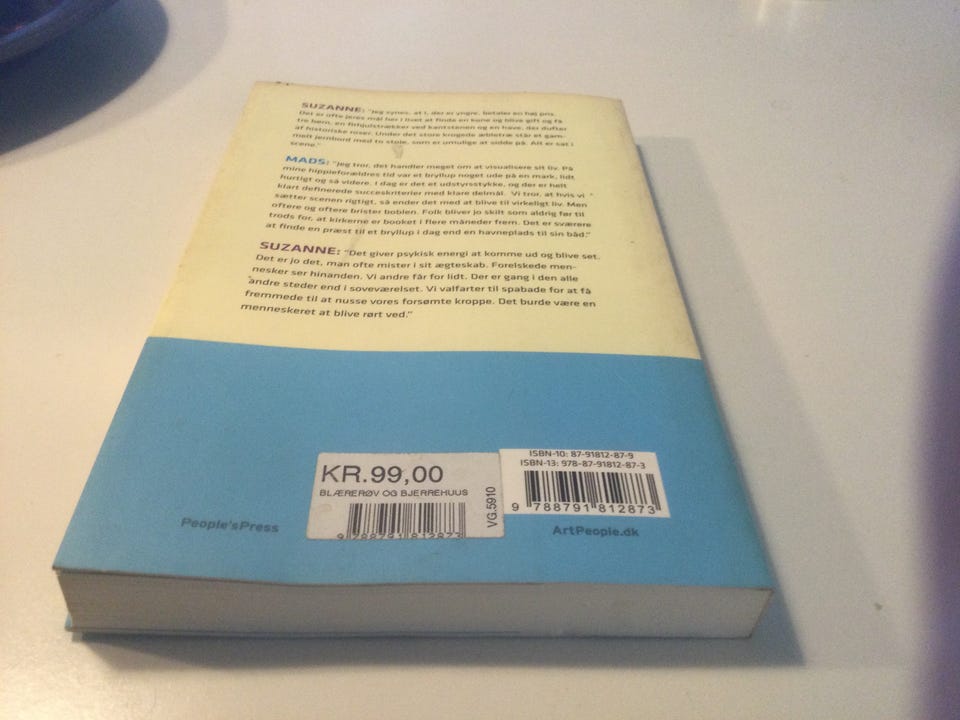 SUZANNE: "Jeg synes, at I, der er yngre, betaler en høj pris.
Det er ofte jeres mål her i livet at finde en kone og blive gift og få
tre børn, en firhjulstrækker ved kantstenen og en have, der dufter
af historiske roser. Under det store krogede æbletræ står et gam-
melt jernbord med to stole, som er umulige at sidde på. Alt er sat i
scene."
MADS: "Jeg tror, det handler meget om at visualisere sit liv. På
mine hippieforældres tid var et bryllup noget ude på en mark, lidt
hurtigt og så videre. I dag er det et udstyrsstykke, og der er helt
klart definerede succeskriterier med klare delmål. Vi tror, at hvis vi
sætter scenen rigtigt, så ender det med at blive til virkeligt liv. Men
oftere og oftere brister boblen. Folk bliver jo skilt som aldrig før til
trods for, at kirkerne er booket i flere måneder frem. Det er sværere
at finde en præst til et bryllup i dag end en havneplads til sin båd."
SUZANNE: "Det giver psykisk energi at komme ud og blive set.
Det er jo det, man ofte mister i sit ægteskab. Forelskede men-
nesker ser hinanden. Vi andre får for lidt. Der er gang i den alle
andre steder end i soveværelset. Vi valfarter til spabade for at få
fremmede til at nusse vores forsømte kroppe. Det burde være en
menneskeret at blive rørt ved."
KR.99,00
BLÆRERØV OG BJERREHUUS
9788791812873
VG.5910
ISBN-10: 87-91812-87-9
ISBN-13: 978-87-91812-87-3
9 788791 812873
People'sPress
ArtPeople.dk